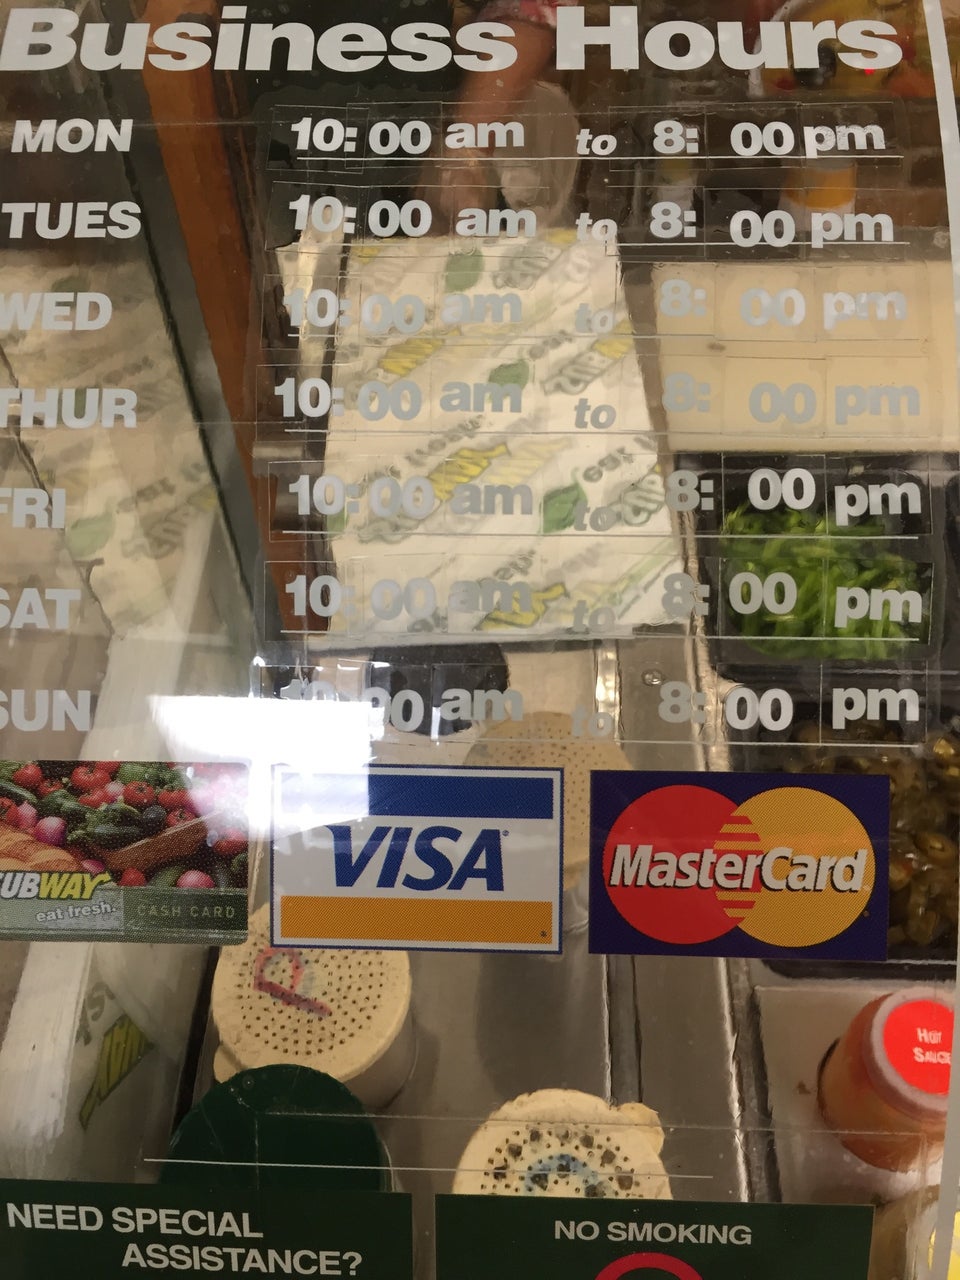 Business Hours
MON 10:00 am to 8:00 pm
TUES 10:00 am to 8:00 pm
WED 10:00 am to 8:00 pm
THUR 10:00 am to 8:00 pm
FRI 10:00 am to 8:00 pm
SAT 10:00 am to 8:00 pm
SUN 10:00 am to 8:00 pm
UBWAY
eat fresh. CASH CARD
VISA
MasterCard
P
HOT
SAUCE
NEED SPECIAL
ASSISTANCE?
NO SMOKING